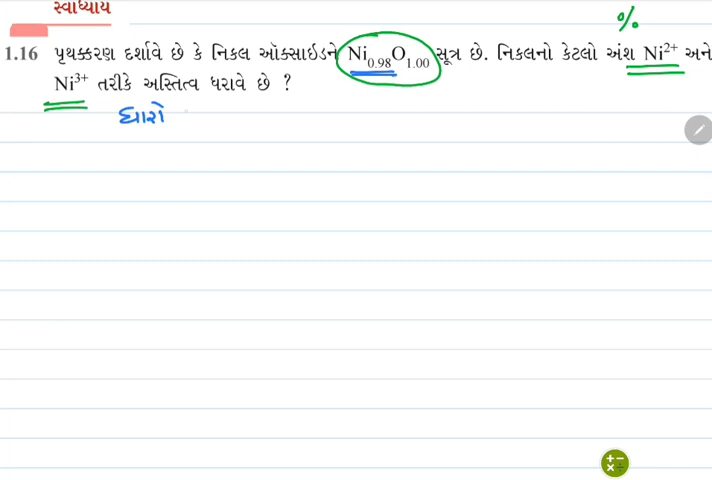 સ્વાધ્યાય
%
1.16 પૃથક્કરણ દર્શાવે છે કે નિકલ ઑક્સાઇડને Ni₀.₉₈O₁.₀₀ સૂત્ર છે. નિકલનો કેટલો અંશ Ni²⁺ અને
Ni³⁺ તરીકે અસ્તિત્વ ધરાવે છે ?
ધારો